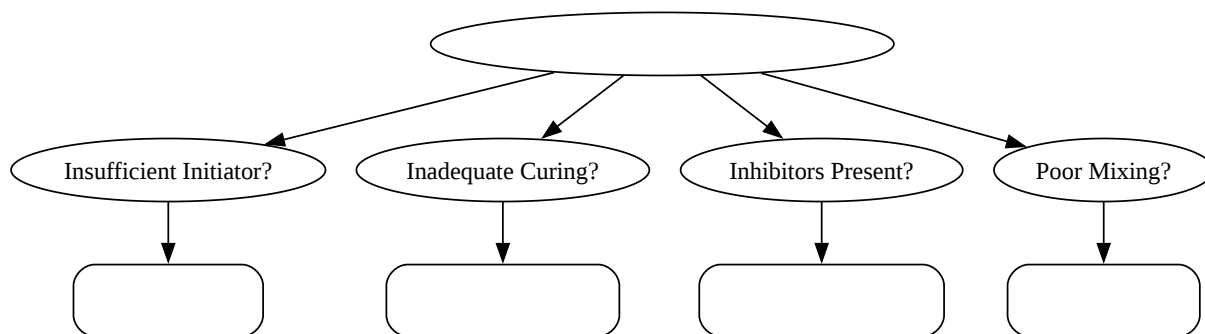 Insufficient Initiator?
Inadequate Curing?
Inhibitors Present?
Poor Mixing?